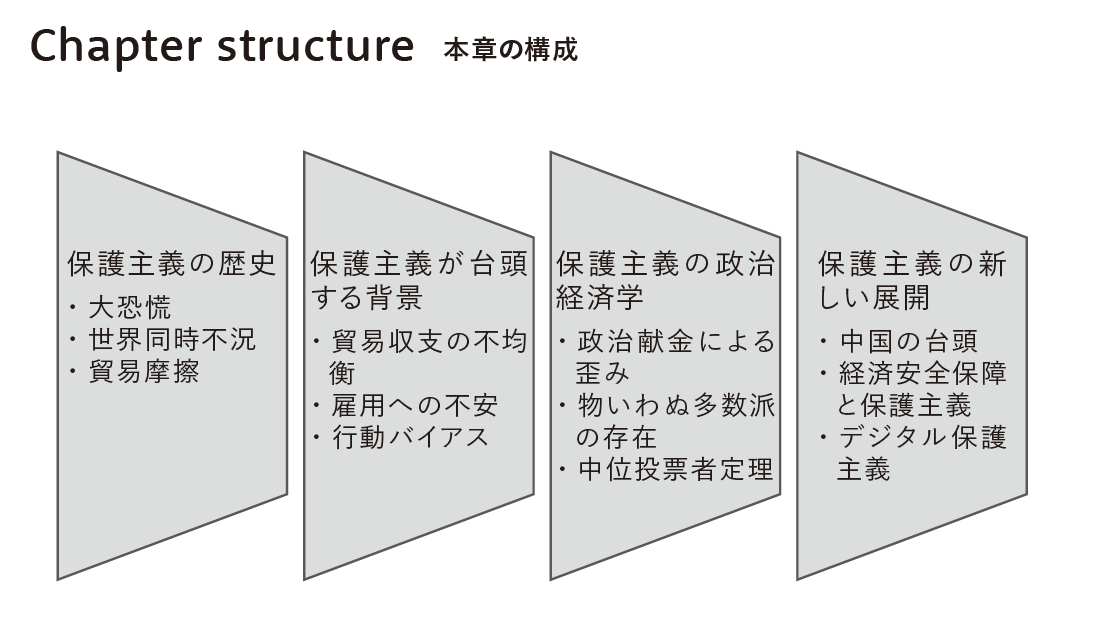 Chapter structure 本章の構成
保護主義の歴史
・大恐慌
・世界同時不況
・貿易摩擦
保護主義が台頭
する背景
・貿易収支の不均
衡
・雇用への不安
・行動バイアス
保護主義の政治
経済学
・政治献金による
歪み
・物いわぬ多数派
の存在
・中位投票者定理
保護主義の新
しい展開
・中国の台頭
・経済安全保障
と保護主義
・デジタル保護
主義